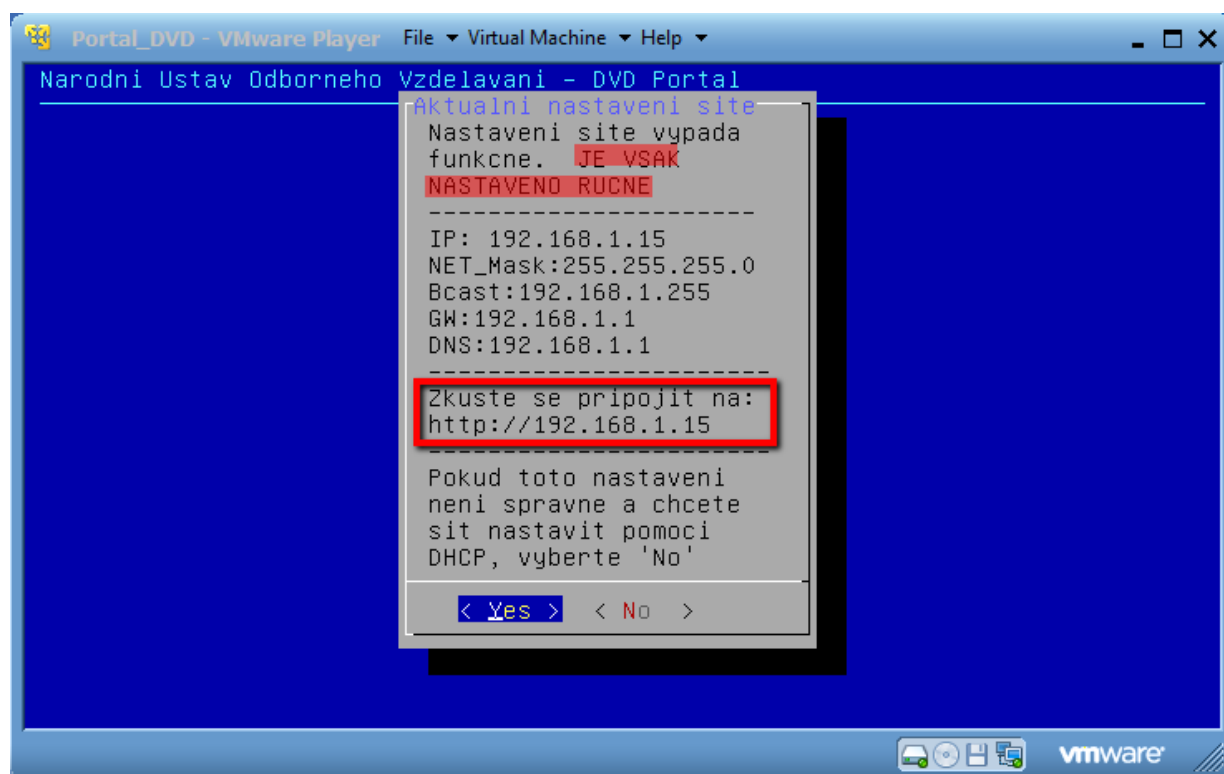 Portal_DVD - VMware Player File Virtual Machine Help
Narodni Ustav Odborneho Vzdelavani – DVD Portal
Aktualni nastaveni site
Nastaveni site vypada
funkcne. JE VSAK
NASTAVENO RUCNE
----------------------
IP: 192.168.1.15
NET_Mask:255.255.255.0
Bcast:192.168.1.255
GW:192.168.1.1
DNS:192.168.1.1
-----------------------
Zkuste se pripojit na:
http://192.168.1.15
-----------------------
Pokud toto nastaveni
neni spravne a chcete
sit nastavit pomoci
DHCP, vyberte 'No'
< Yes > < No >
vmware